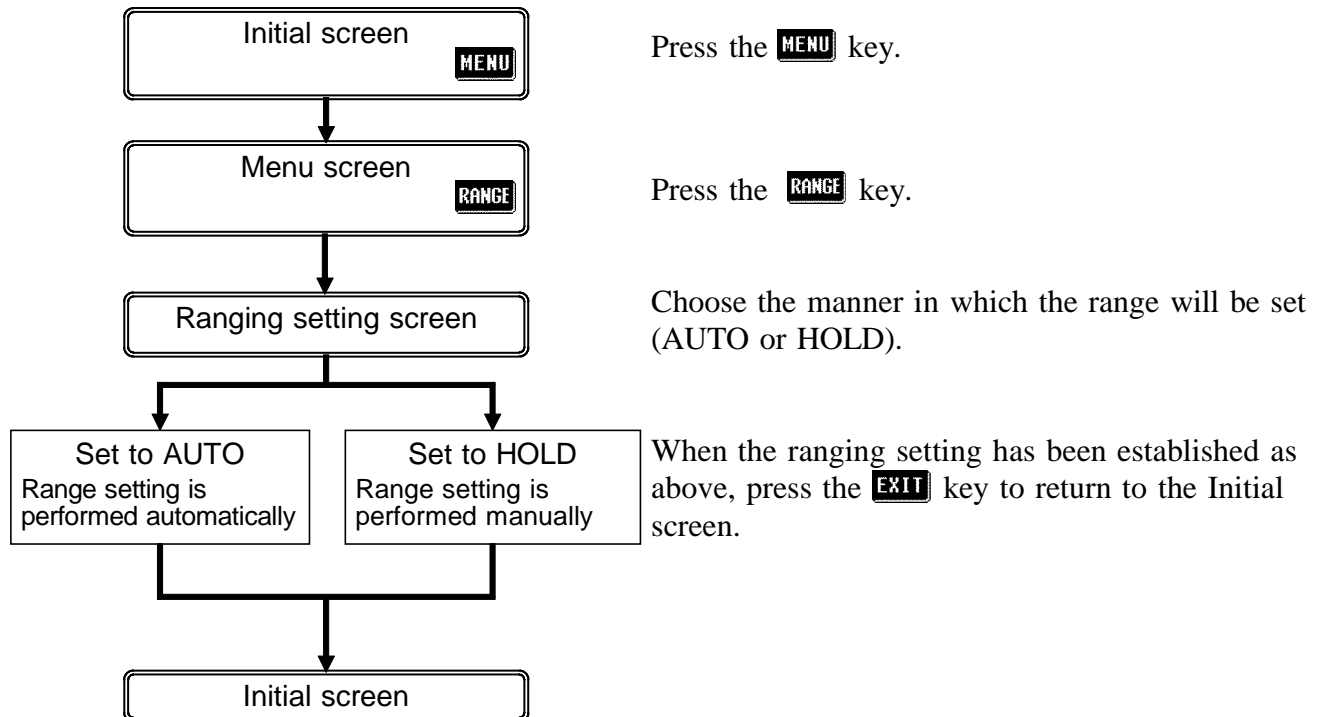 Initial screen
MENU
Press the MENU key.
Menu screen
RANGE
Press the RANGE key.
Ranging setting screen
Choose the manner in which the range will be set
(AUTO or HOLD).
Set to AUTO
Range setting is
performed automatically
Set to HOLD
Range setting is
performed manually
When the ranging setting has been established as
above, press the EXIT key to return to the Initial
screen.
Initial screen